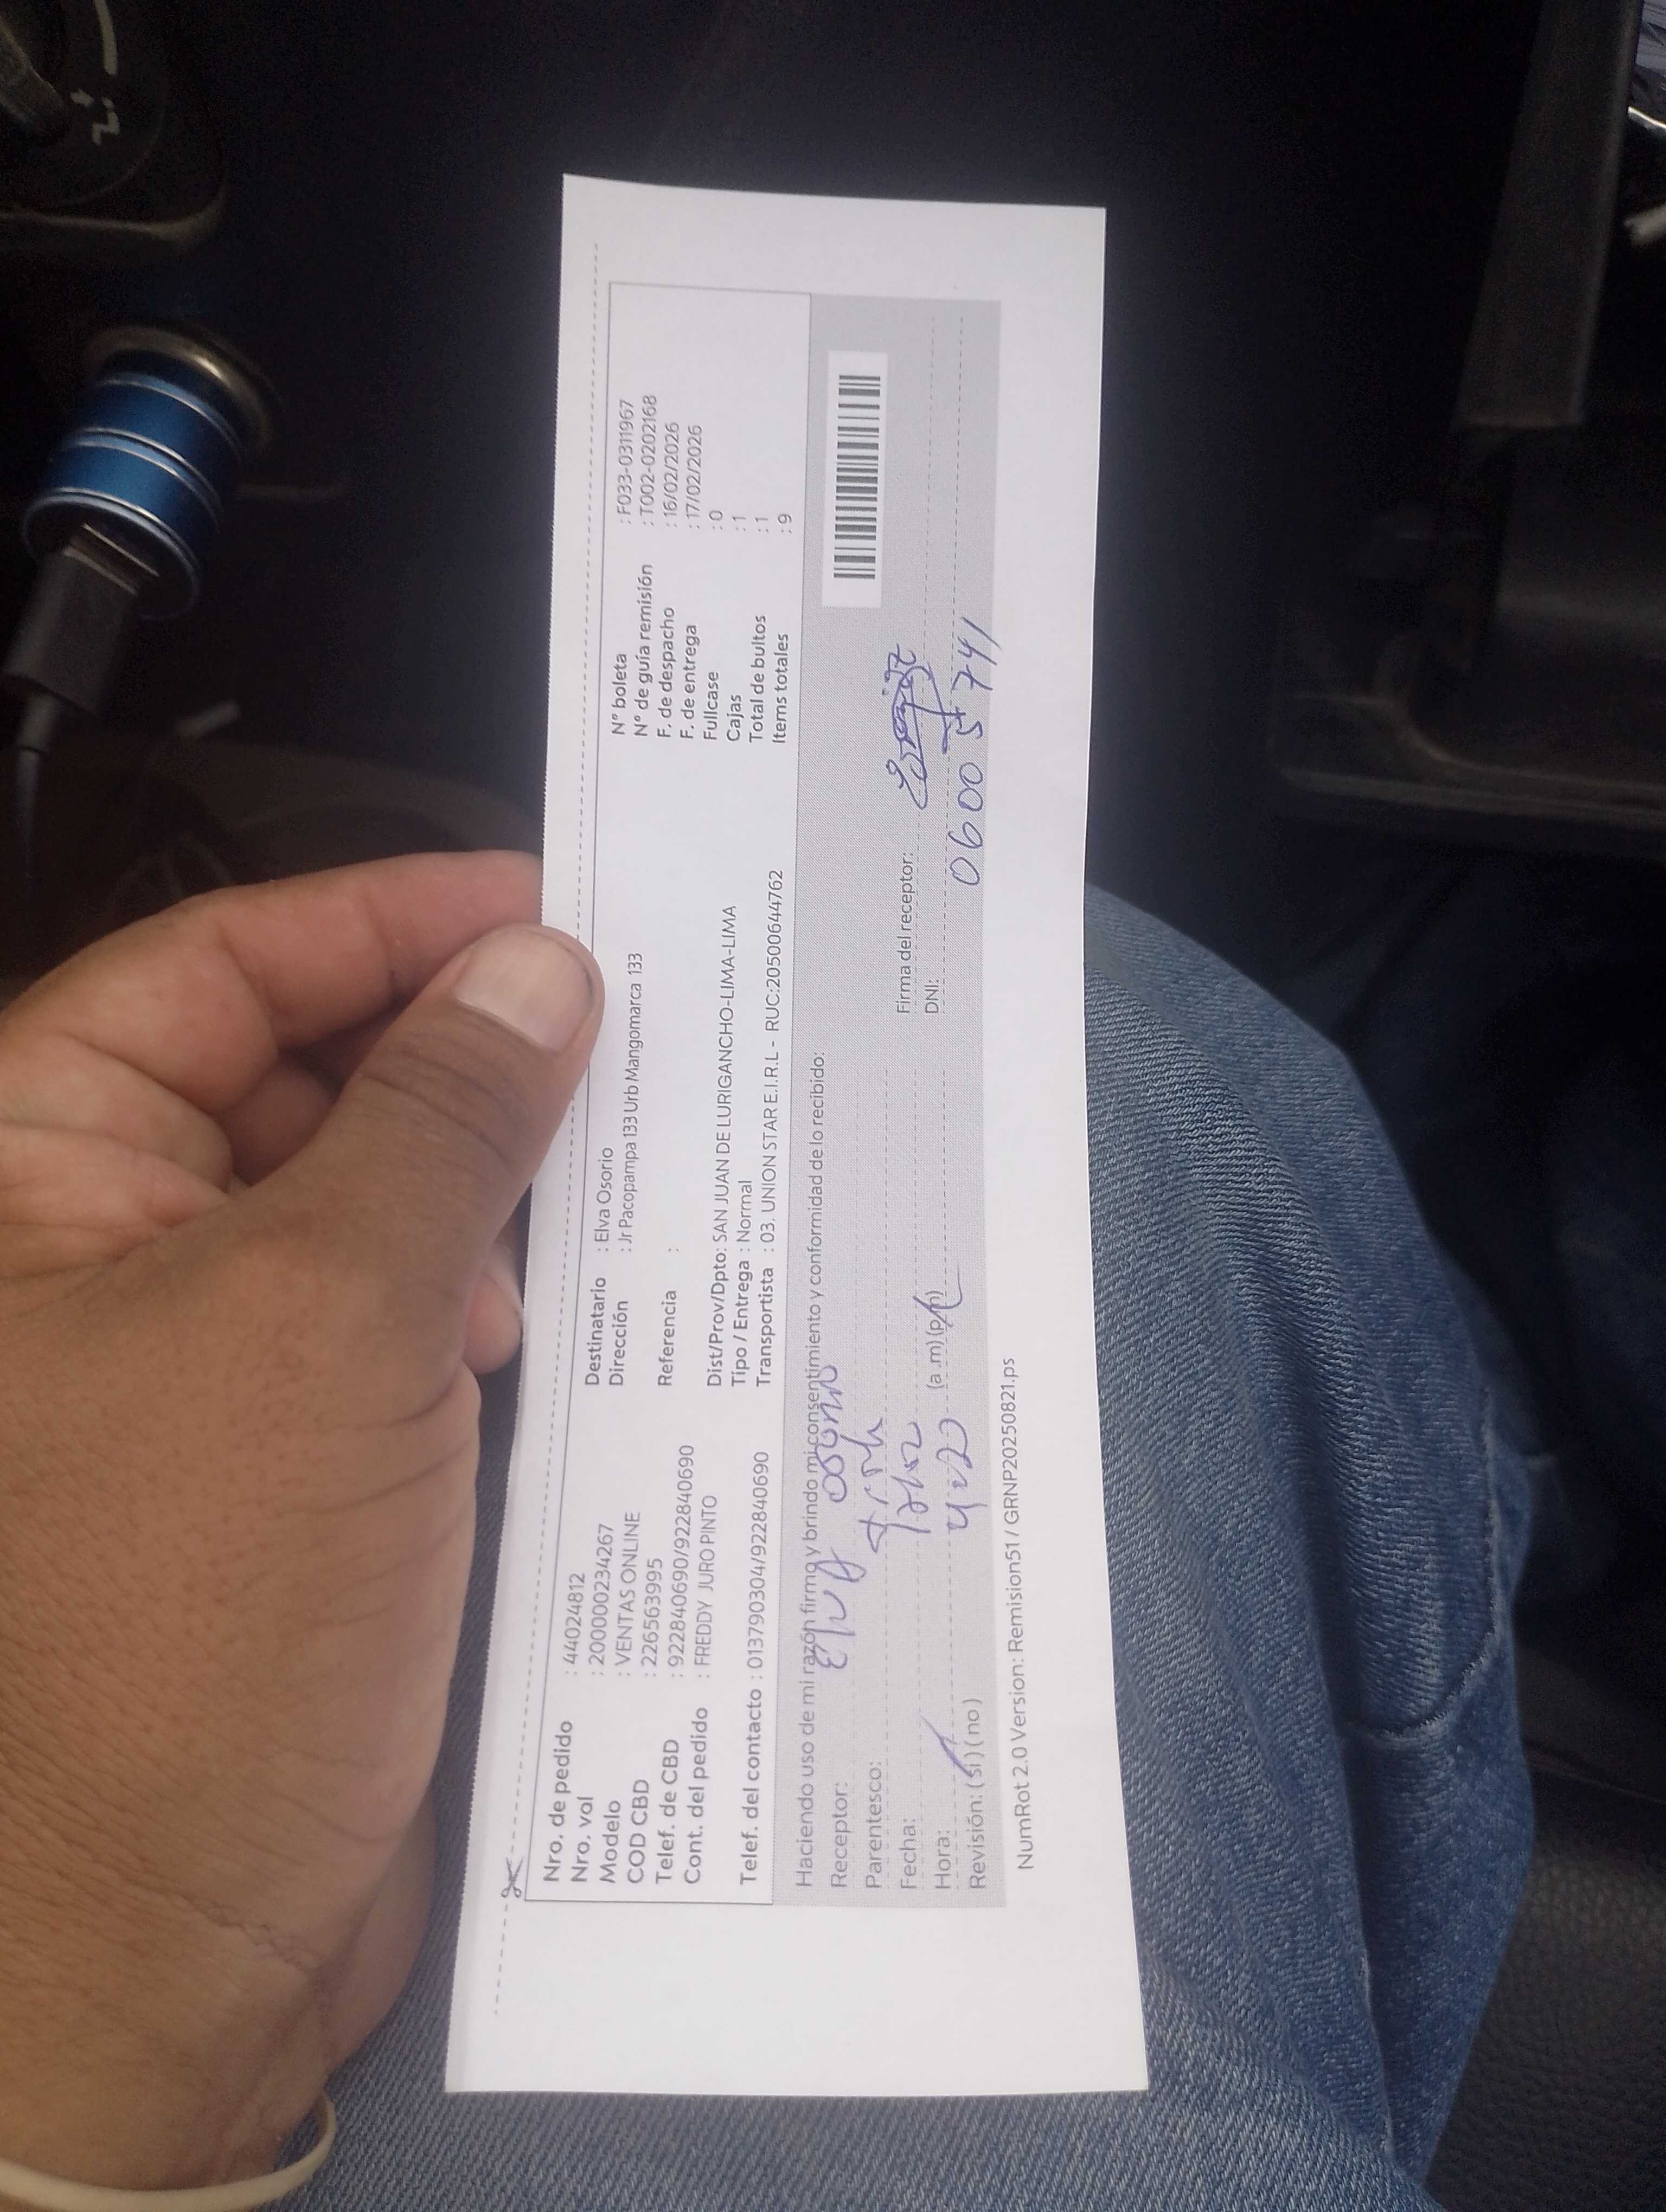 Nro. de pedido : 44024812
Nro. val : 200000234267
Modelo : VENTAS ONLINE
COD CBD : 226563995
Telef. de CBD : 922840690/922840690
Cont. del pedido : FREDDY JURO PINTO
Telef. del contacto : 013790304/922840690
Destinatario : Elva Osorio
Dirección : Jr Pacopampa 133 Urb Mangomarca 133
Referencia :
Dist/Prov/Dpto: SAN JUAN DE LURIGANCHO-LIMA-LIMA
Tipo / Entrega : Normal
Transportista : 03. UNION STAR E.I.R.L - RUC:20500644762
N° boleta : F033-0311967
N° de guía remisión : T002-0202168
F. de despacho : 16/02/2026
F. de entrega : 17/02/2026
Fullcase : 0
Cajas : 1
Total de bultos : 1
Items totales : 9
Haciendo uso de mi razón firmo y brindo mi consentimiento y conformidad de lo recibido:
Receptor: Elva osorio
Parentesco:
Fecha:
Hora: (a.m) (p.m)
Revisión: (si) (no)
Firma del receptor:
DNI: 06005741
NumRot 2.0 Version: Remision51 / GRNP20250821.ps